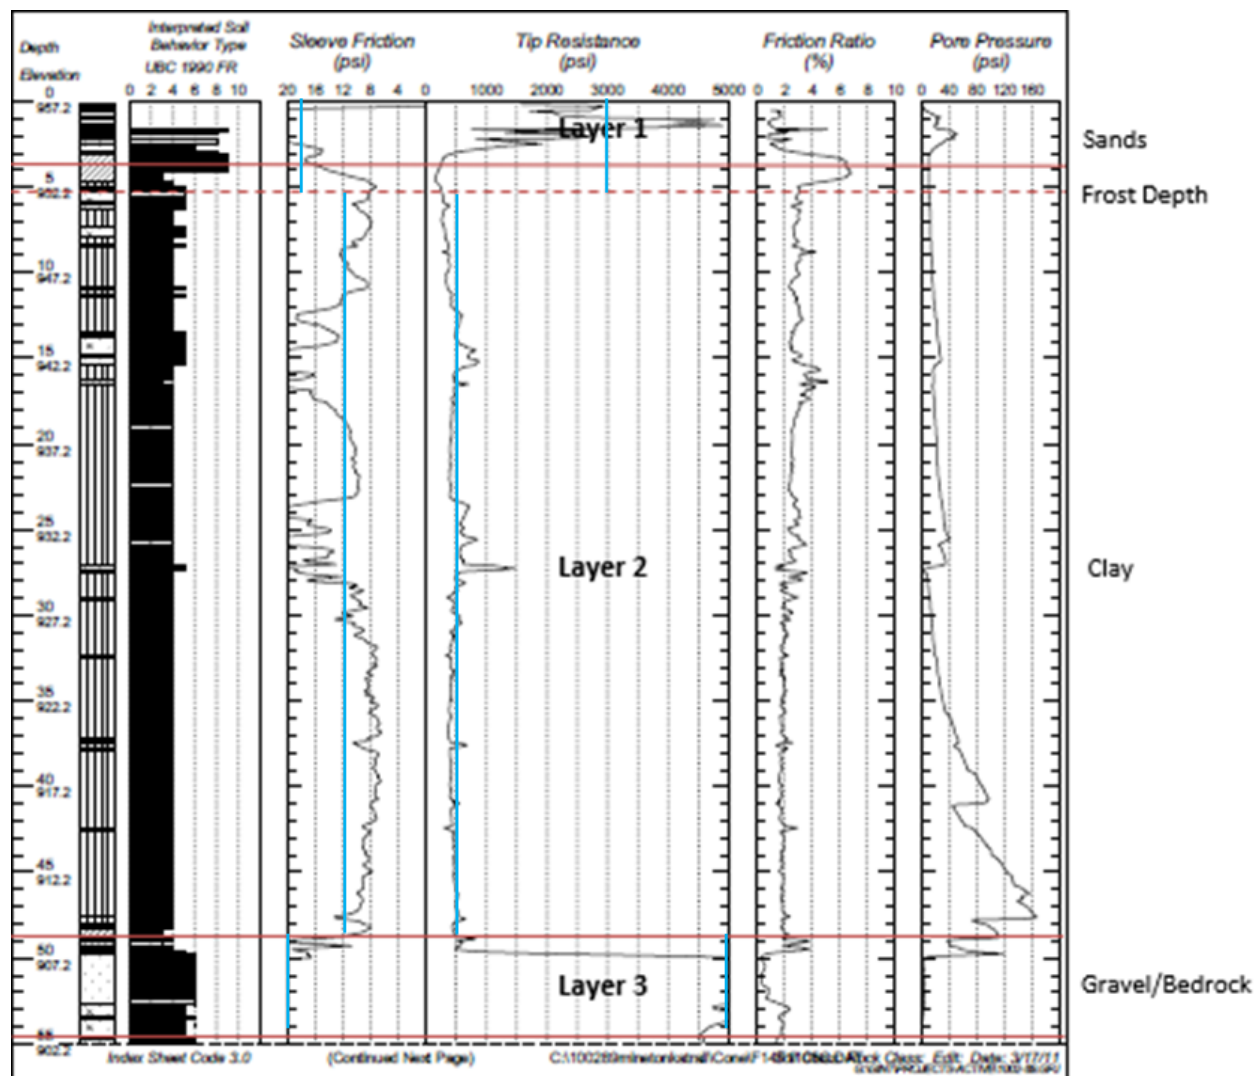 Depth
Elevation
Interpreted Soil
Behavior Type
UBC 1990 FR
Sleeve Friction
(psi)
Tip Resistance
(psi)
Friction Ratio
(%)
Pore Pressure
(psi)
0 2 4 6 8 10
20 16 12 8 4 0
1000 2000 3000 4000 5000
0 2 4 6 8 10
0 40 80 120 160
0
957.2
Layer 1
Sands
5
952.2
Frost Depth
10
947.2
15
942.2
20
937.2
25
932.2
Layer 2
Clay
30
927.2
35
922.2
40
917.2
45
912.2
50
907.2
Layer 3
Gravel/Bedrock
55
902.2
Index Sheet Code 3.0
(Continued Next Page)
Class:
Edit:
Date: 3/17/11